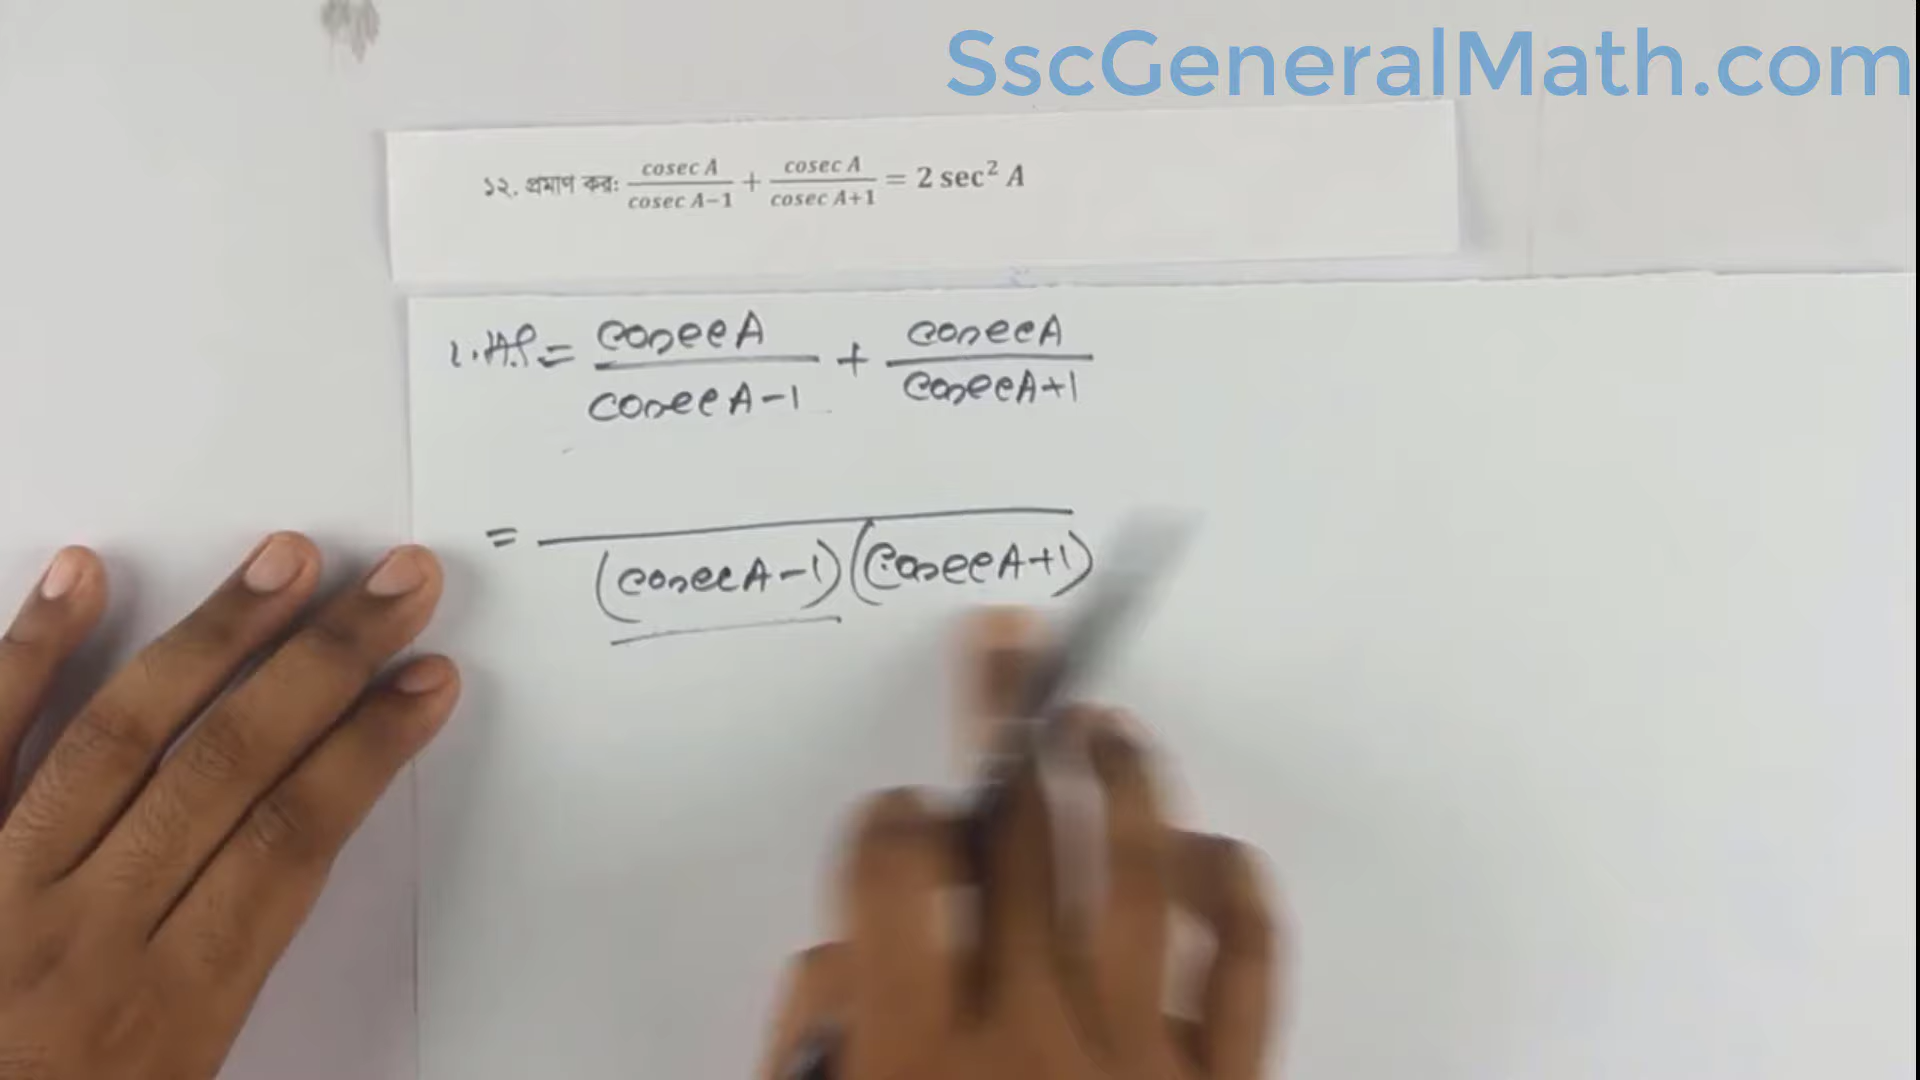 SscGeneralMath.com
১২. প্রমাণ কর: cosec A / cosec A−1 + cosec A / cosec A+1 = 2 sec² A
= cosecA / cosecA−1 + cosecA / cosecA+1
= / (cosecA−1)(cosecA+1)